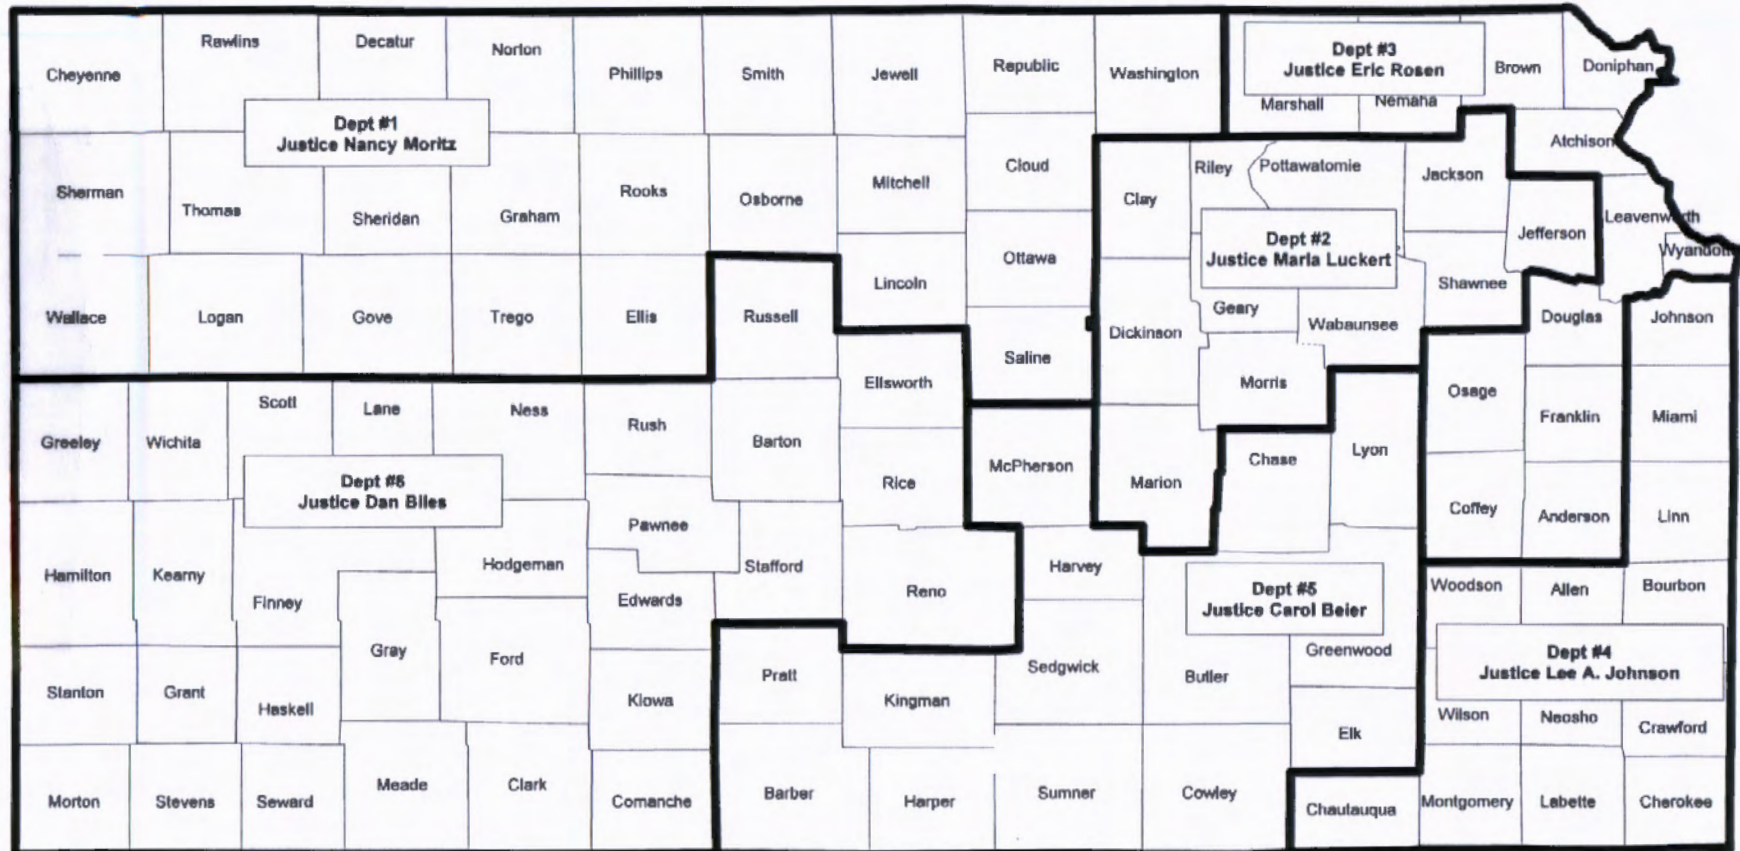 Cheyenne
Rawlins
Decatur
Norton
Phillips
Smith
Jewell
Republic
Washington
Dept #3
Justice Eric Rosen
Marshall
Nemaha
Brown
Doniphan
Dept #1
Justice Nancy Moritz
Sherman
Thomas
Sheridan
Graham
Rooks
Osborne
Mitchell
Cloud
Clay
Riley
Pottawatomie
Jackson
Atchison
Jefferson
Leavenworth
Wyandotte
Dept #2
Justice Marla Luckert
Wallace
Logan
Gove
Trego
Ellis
Russell
Lincoln
Ottawa
Saline
Dickinson
Geary
Wabaunsee
Shawnee
Douglas
Johnson
Greeley
Wichita
Scott
Lane
Ness
Rush
Barton
Ellsworth
Rice
McPherson
Marion
Morris
Chase
Lyon
Osage
Franklin
Miami
Dept #6
Justice Dan Biles
Hamilton
Kearny
Finney
Hodgeman
Pawnee
Edwards
Stafford
Reno
Harvey
Coffey
Anderson
Linn
Dept #5
Justice Carol Beier
Woodson
Allen
Bourbon
Stanton
Grant
Haskell
Gray
Ford
Kiowa
Pratt
Kingman
Sedgwick
Butler
Greenwood
Elk
Dept #4
Justice Lee A. Johnson
Wilson
Neosho
Crawford
Morton
Stevens
Seward
Meade
Clark
Comanche
Barber
Harper
Sumner
Cowley
Chautauqua
Montgomery
Labette
Cherokee